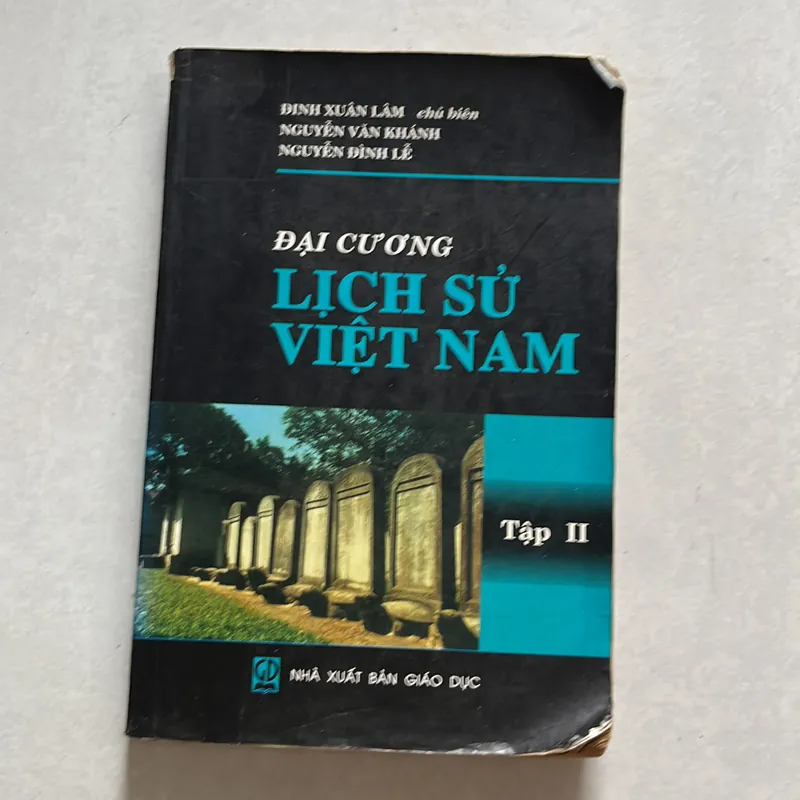 ĐINH XUÂN LÂM chủ biên
NGUYỄN VĂN KHÁNH
NGUYỄN ĐÌNH LỄ
ĐẠI CƯƠNG
LỊCH SỬ
VIỆT NAM
Tập II
GD NHÀ XUẤT BẢN GIÁO DỤC